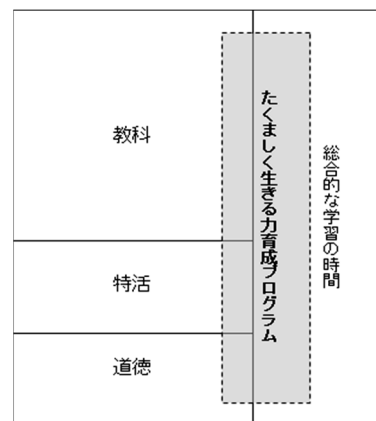 教科
特活
道徳
たくましく生きる力育成プログラム
総合的な学習の時間